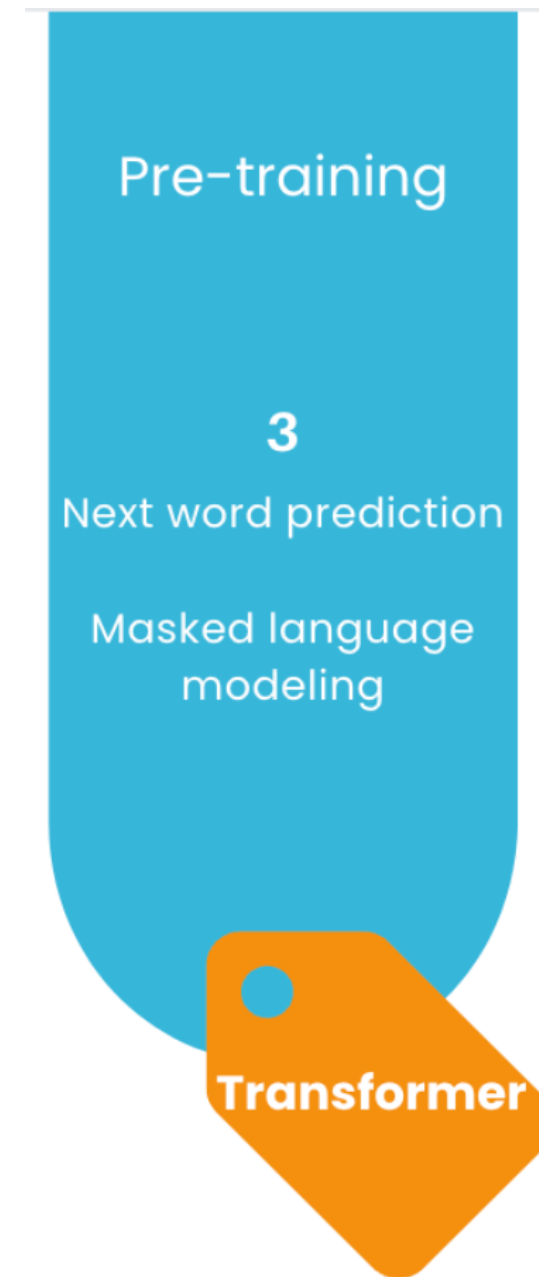 Pre-training
3
Next word prediction
Masked language
modeling
Transformer